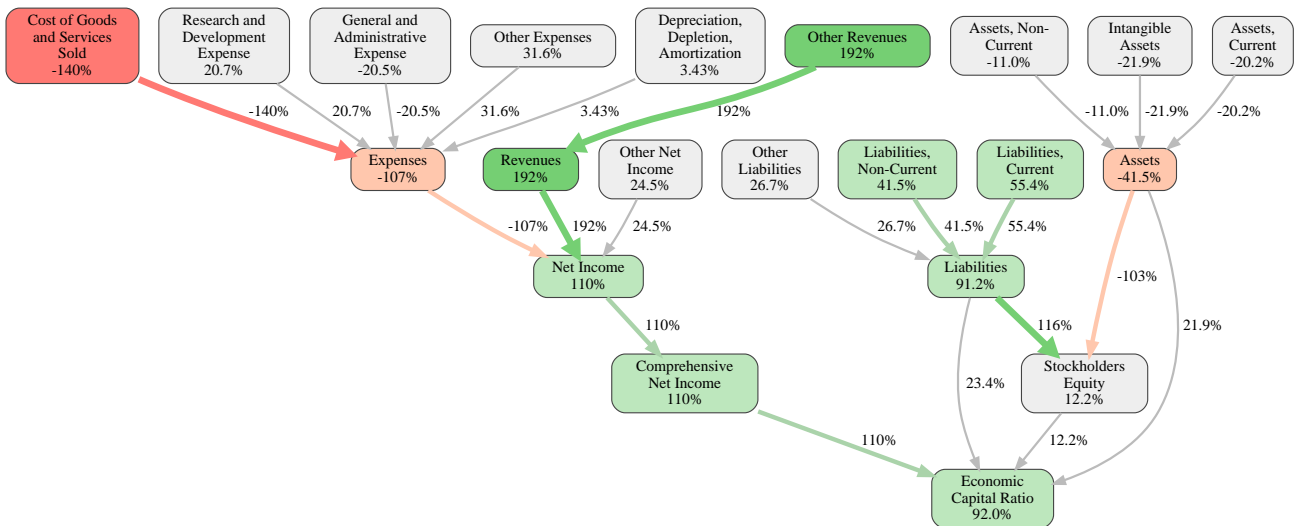 Cost of Goods
and Services
Sold
-140%
Research and
Development
Expense
20.7%
General and
Administrative
Expense
-20.5%
Other Expenses
31.6%
Depreciation,
Depletion,
Amortization
3.43%
Other Revenues
192%
Assets, Non-
Current
-11.0%
Intangible
Assets
-21.9%
Assets,
Current
-20.2%
-140%
20.7%
-20.5%
31.6%
3.43%
192%
-11.0%
-21.9%
-20.2%
Expenses
-107%
Revenues
192%
Other Net
Income
24.5%
Other
Liabilities
26.7%
Liabilities,
Non-Current
41.5%
Liabilities,
Current
55.4%
Assets
-41.5%
-107%
192%
24.5%
26.7%
41.5%
55.4%
Net Income
110%
Liabilities
91.2%
-103%
110%
116%
21.9%
Comprehensive
Net Income
110%
23.4%
Stockholders
Equity
12.2%
110%
12.2%
Economic
Capital Ratio
92.0%